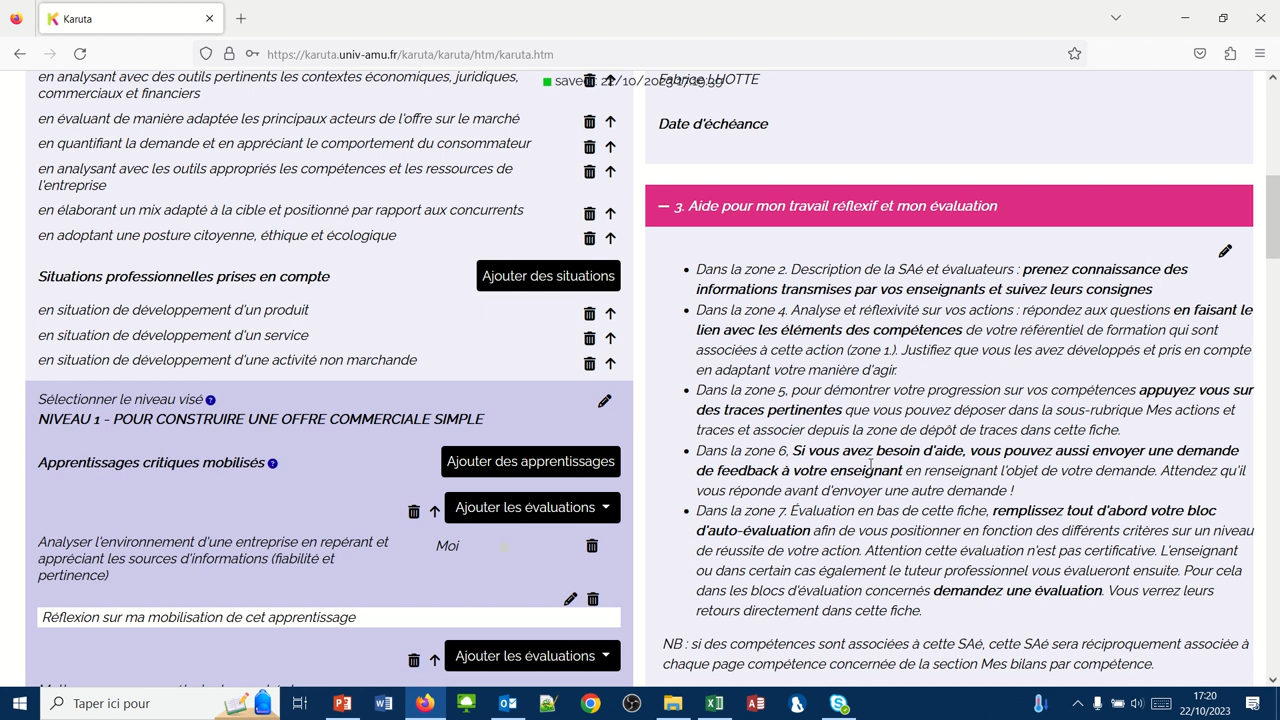 Karuta
https://karuta.univ-amu.fr/karuta/karuta/htm/karuta.htm
en analysant avec des outils pertinents les contextes économiques, juridiques,
commerciaux et financiers
en évaluant de manière adaptée les principaux acteurs de l'offre sur le marché
en quantifiant la demande et en appréciant le comportement du consommateur
en analysant avec les outils appropriés les compétences et les ressources de
l'entreprise
en élaborant un mix adapté à la cible et positionné par rapport aux concurrents
en adoptant une posture citoyenne, éthique et écologique
Situations professionnelles prises en compte
Ajouter des situations
en situation de développement d'un produit
en situation de développement d'un service
en situation de développement d'une activité non marchande
Sélectionner le niveau visé ?
NIVEAU 1 - POUR CONSTRUIRE UNE OFFRE COMMERCIALE SIMPLE
Apprentissages critiques mobilisés ?
Ajouter des apprentissages
Ajouter les évaluations
Analyser l'environnement d'une entreprise en repérant et
appréciant les sources d'informations (fiabilité et
pertinence)
Moi
Réflexion sur ma mobilisation de cet apprentissage
Ajouter les évaluations
Fabrice LHOTTE
Date d'échéance
3. Aide pour mon travail réflexif et mon évaluation
• Dans la zone 2. Description de la SAé et évaluateurs : prenez connaissance des
informations transmises par vos enseignants et suivez leurs consignes
• Dans la zone 4. Analyse et réflexivité sur vos actions : répondez aux questions en faisant le
lien avec les éléments des compétences de votre référentiel de formation qui sont
associées à cette action (zone 1.). Justifiez que vous les avez développés et pris en compte
en adaptant votre manière d'agir.
• Dans la zone 5, pour démontrer votre progression sur vos compétences appuyez vous sur
des traces pertinentes que vous pouvez déposer dans la sous-rubrique Mes actions et
traces et associer depuis la zone de dépôt de traces dans cette fiche.
• Dans la zone 6, Si vous avez besoin d'aide, vous pouvez aussi envoyer une demande
de feedback à votre enseignant en renseignant l'objet de votre demande. Attendez qu'il
vous réponde avant d'envoyer une autre demande !
• Dans la zone 7. Évaluation en bas de cette fiche, remplissez tout d'abord votre bloc
d'auto-évaluation afin de vous positionner en fonction des différents critères sur un niveau
de réussite de votre action. Attention cette évaluation n'est pas certificative. L'enseignant
ou dans certain cas également le tuteur professionnel vous évalueront ensuite. Pour cela
dans les blocs d'évaluation concernés demandez une évaluation. Vous verrez leurs
retours directement dans cette fiche.
NB : si des compétences sont associées à cette SAé, cette SAé sera réciproquement associée à
chaque page compétence concernée de la section Mes bilans par compétence.
Taper ici pour
17:20
22/10/2023